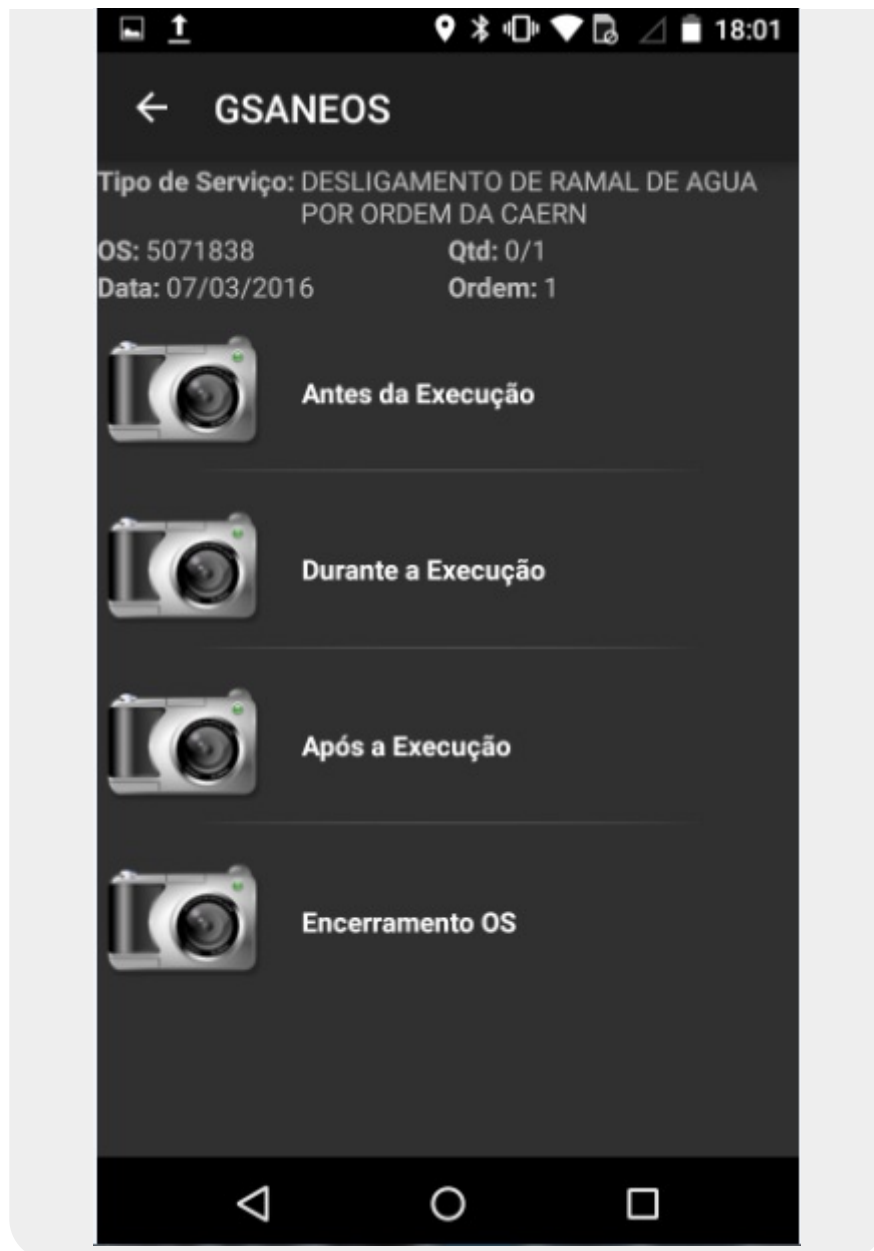 18:01
GSANEOS
Tipo de Serviço: DESLIGAMENTO DE RAMAL DE AGUA
POR ORDEM DA CAERN
OS: 5071838 Qtd: 0/1
Data: 07/03/2016 Ordem: 1
Antes da Execução
Durante a Execução
Após a Execução
Encerramento OS